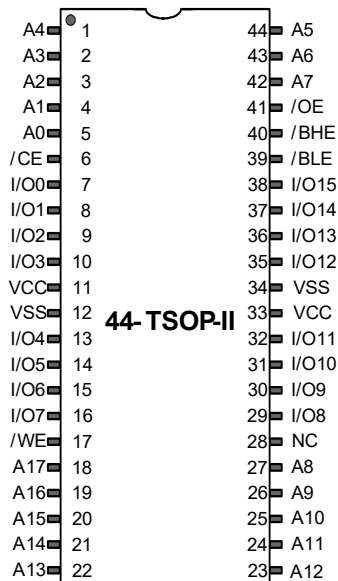 A4 1 44 A5
A3 2 43 A6
A2 3 42 A7
A1 4 41 /OE
A0 5 40 /BHE
/CE 6 39 /BLE
I/O0 7 38 I/O15
I/O1 8 37 I/O14
I/O2 9 36 I/O13
I/O3 10 35 I/O12
VCC 11 34 VSS
VSS 12 33 VCC
44-TSOP-II
I/O4 13 32 I/O11
I/O5 14 31 I/O10
I/O6 15 30 I/O9
I/O7 16 29 I/O8
/WE 17 28 NC
A17 18 27 A8
A16 19 26 A9
A15 20 25 A10
A14 21 24 A11
A13 22 23 A12